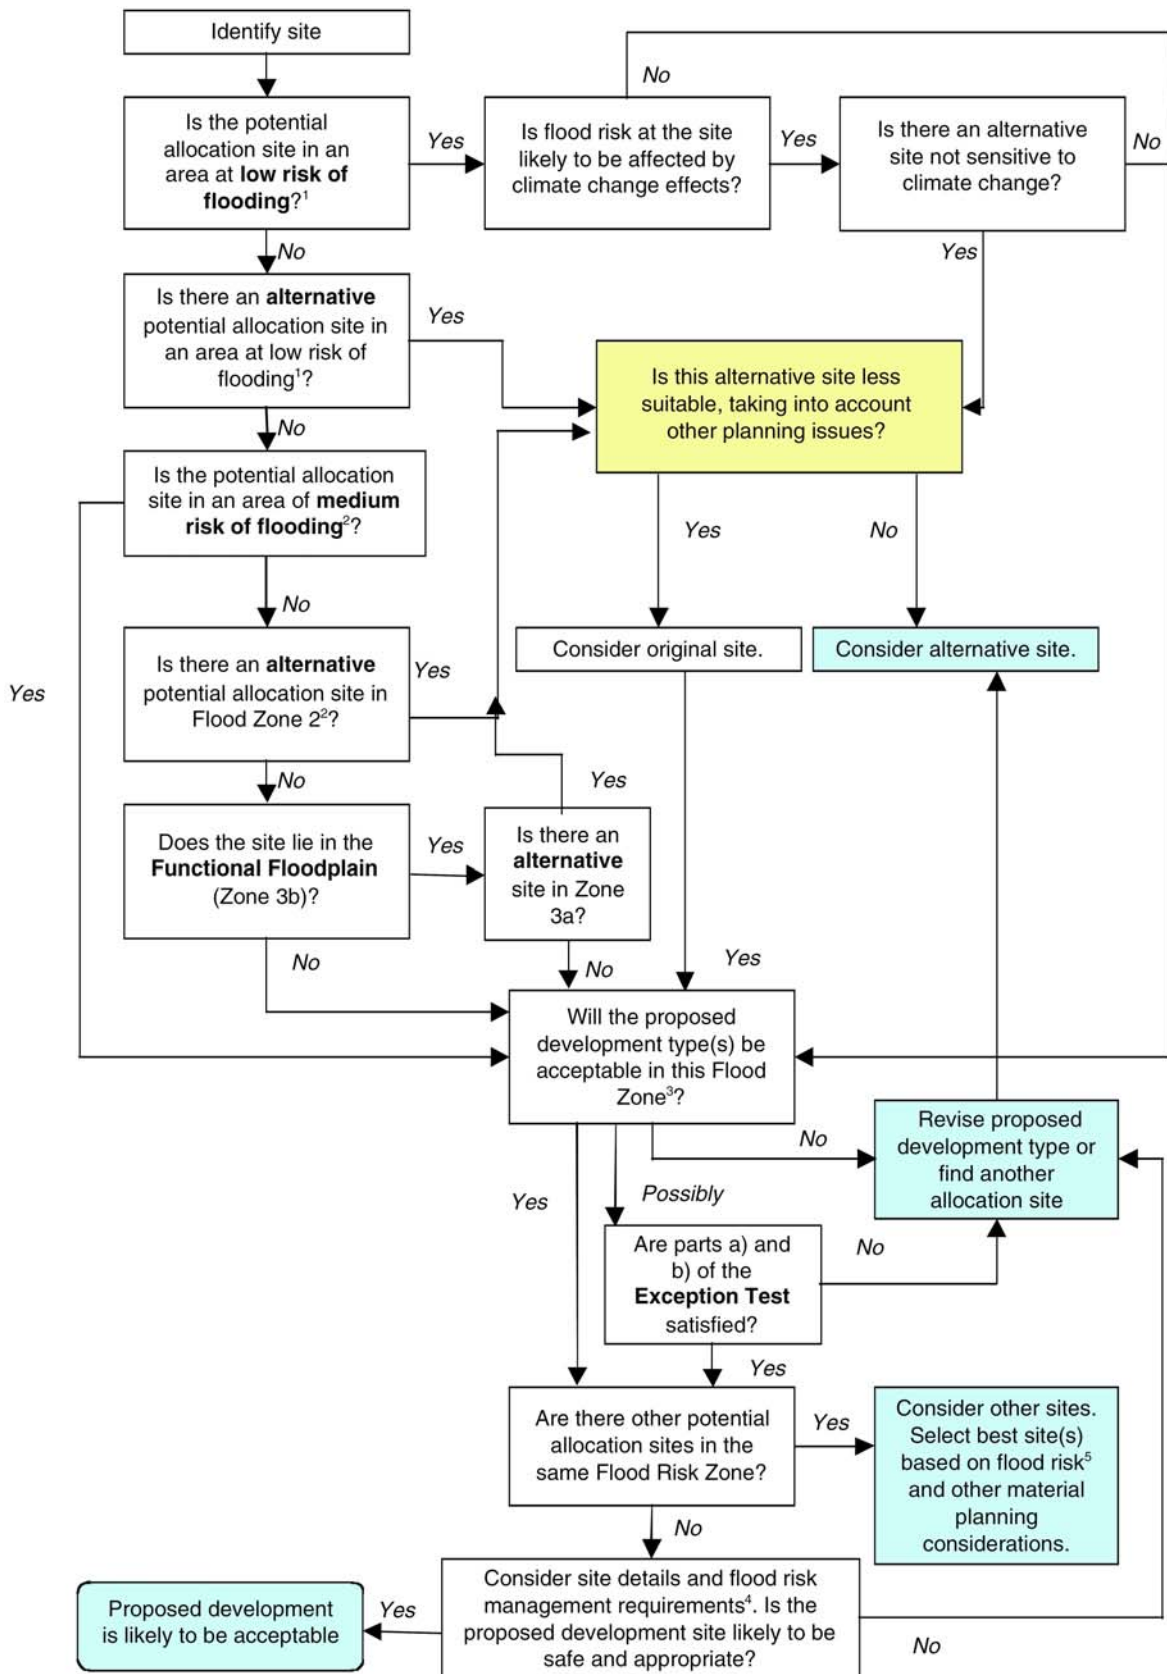 Identify site
No
Is the potential
allocation site in an
area at low risk of
flooding?1
Yes
Is flood risk at the site
likely to be affected by
climate change effects?
Yes
Is there an alternative
site not sensitive to
climate change?
No
No
Yes
Is there an alternative
potential allocation site in
an area at low risk of
flooding1?
Yes
Is this alternative site less
suitable, taking into account
other planning issues?
No
Is the potential allocation
site in an area of medium
risk of flooding2?
Yes
No
No
Consider original site.
Consider alternative site.
Is there an alternative
potential allocation site in
Flood Zone 22?
Yes
Yes
No
Yes
Does the site lie in the
Functional Floodplain
(Zone 3b)?
Yes
Is there an
alternative
site in Zone
3a?
No
No
Yes
Will the proposed
development type(s) be
acceptable in this Flood
Zone3?
No
Revise proposed
development type or
find another
allocation site
Yes
Possibly
Are parts a) and
b) of the
Exception Test
satisfied?
No
Yes
Are there other potential
allocation sites in the
same Flood Risk Zone?
Yes
Consider other sites.
Select best site(s)
based on flood risk5
and other material
planning
considerations.
No
Consider site details and flood risk
management requirements4. Is the
proposed development site likely to be
safe and appropriate?
Yes
Proposed development
is likely to be acceptable
No